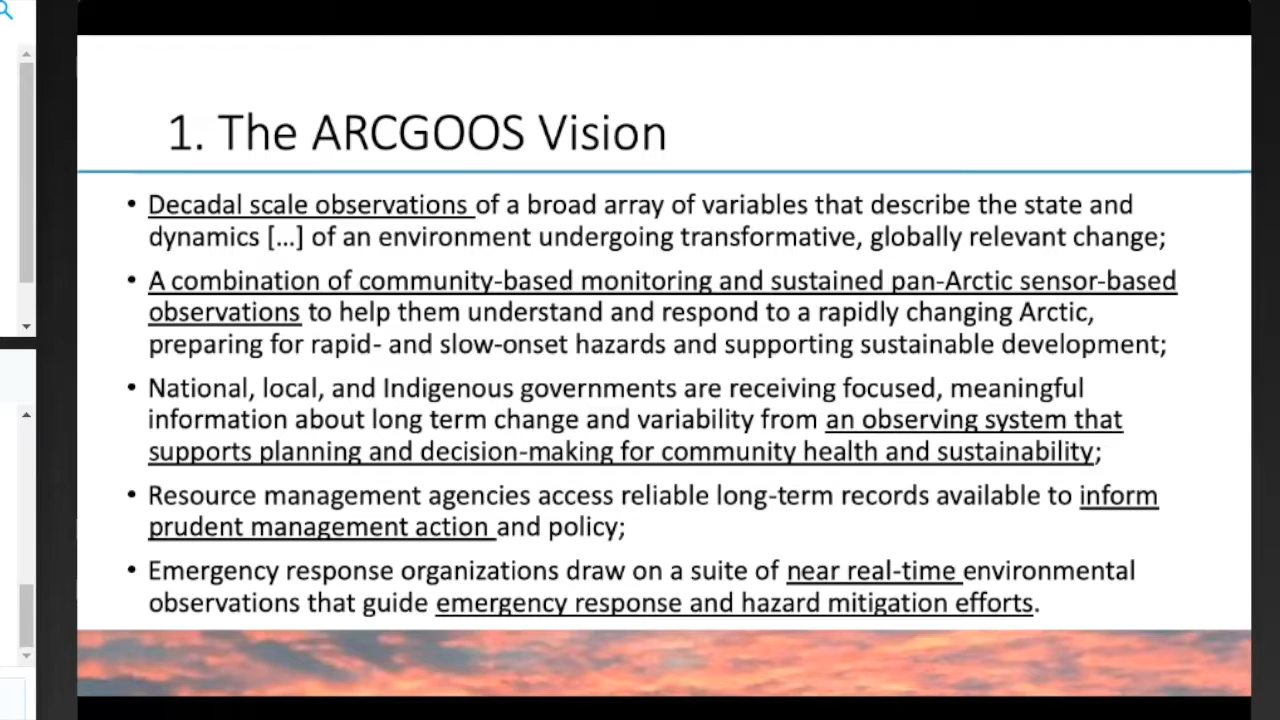 1. The ARCGOOS Vision
• Decadal scale observations of a broad array of variables that describe the state and
dynamics [...] of an environment undergoing transformative, globally relevant change;
• A combination of community-based monitoring and sustained pan-Arctic sensor-based
observations to help them understand and respond to a rapidly changing Arctic,
preparing for rapid- and slow-onset hazards and supporting sustainable development;
• National, local, and Indigenous governments are receiving focused, meaningful
information about long term change and variability from an observing system that
supports planning and decision-making for community health and sustainability;
• Resource management agencies access reliable long-term records available to inform
prudent management action and policy;
• Emergency response organizations draw on a suite of near real-time environmental
observations that guide emergency response and hazard mitigation efforts.